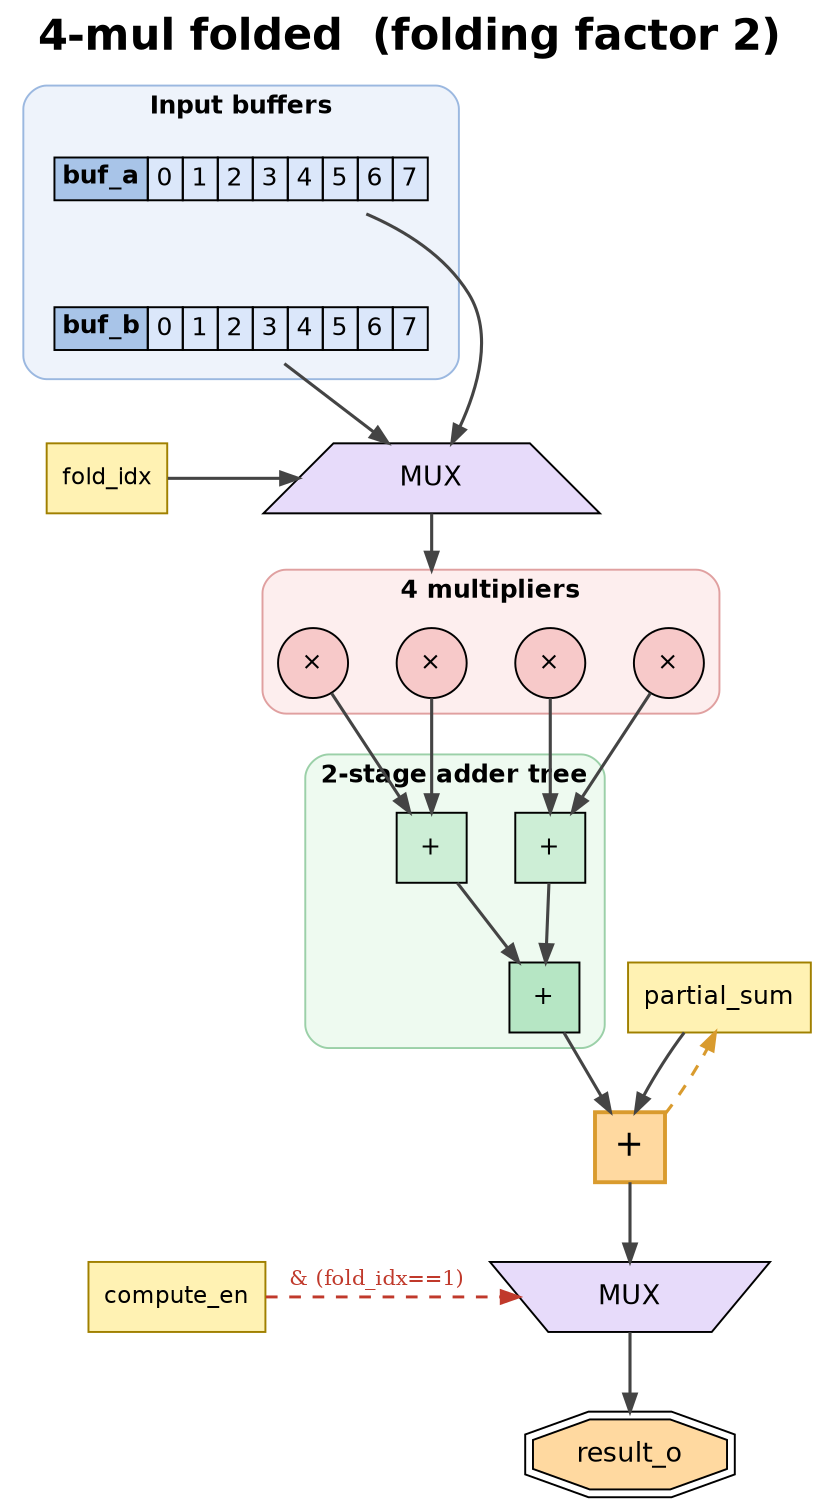 4-mul folded  (folding factor 2)
Input buffers
buf_a 0 1 2 3 4 5 6 7
buf_b 0 1 2 3 4 5 6 7
fold_idx
MUX
4 multipliers
× × × ×
2-stage adder tree
+ +
+
partial_sum
+
compute_en
& (fold_idx==1)
MUX
result_o